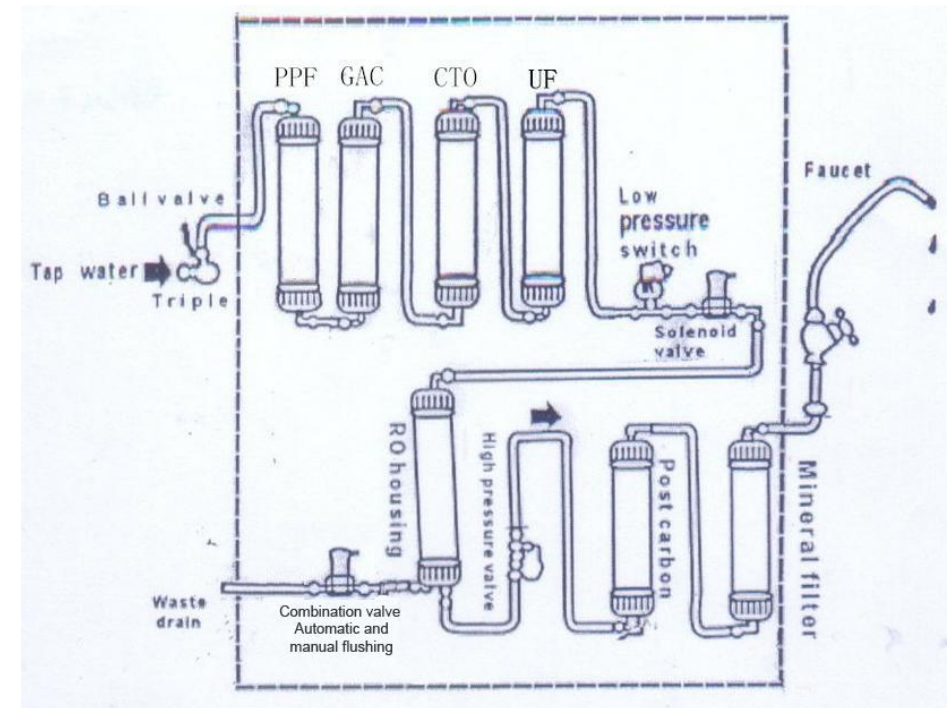 PPF GAC CTO UF
Ball valve
Tap water
Triple
Low
pressure
switch
Solenoid
valve
Faucet
RO housing
High pressure valve
Post carbon
Mineral filter
Waste
drain
Combination valve
Automatic and
manual flushing